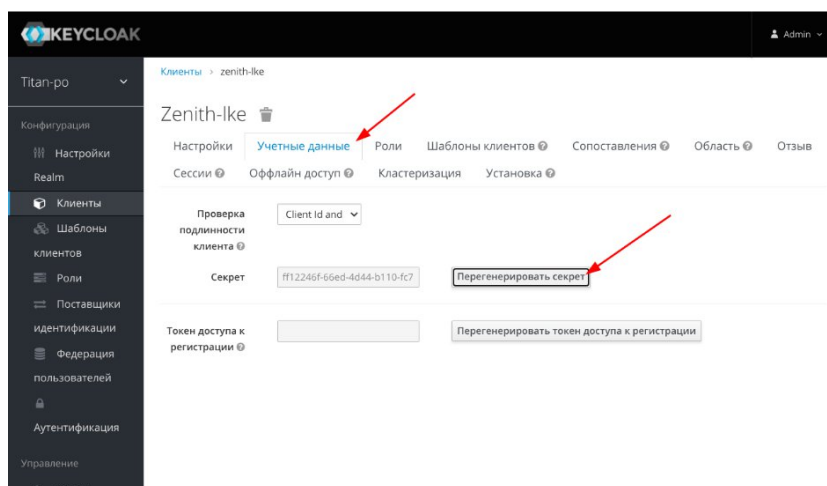 KEYCLOAK
Admin
Titan-po
Конфигурация
Настройки
Realm
Клиенты
Шаблоны
клиентов
Роли
Поставщики
идентификации
Федерация
пользователей
Аутентификация
Управление
Клиенты > zenith-lke
Zenith-lke
Настройки Учетные данные Роли Шаблоны клиентов Сопоставления Область Отзыв
Сессии Оффлайн доступ Кластеризация Установка
Проверка
подлинности
клиента
Client Id and
Секрет ff12246f-66ed-4d44-b110-fc7 Перегенерировать секрет
Токен доступа к
регистрации
Перегенерировать токен доступа к регистрации